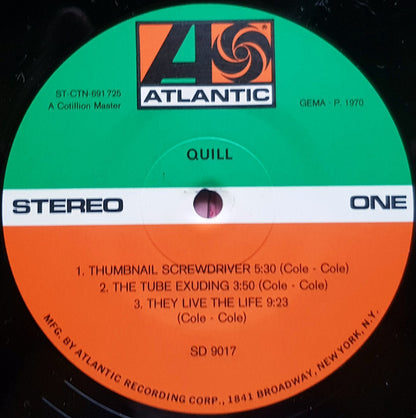 ATLANTIC
ST-CTN-691 725
A Cotillion Master
GEMA - P. 1970
QUILL
STEREO
ONE
1. THUMBNAIL SCREWDRIVER 5:30 (Cole - Cole)
2. THE TUBE EXUDING 3:50 (Cole - Cole)
3. THEY LIVE THE LIFE 9:23
(Cole - Cole)
SD 9017
MFG. BY ATLANTIC RECORDING CORP., 1841 BROADWAY, NEW YORK, N.Y.